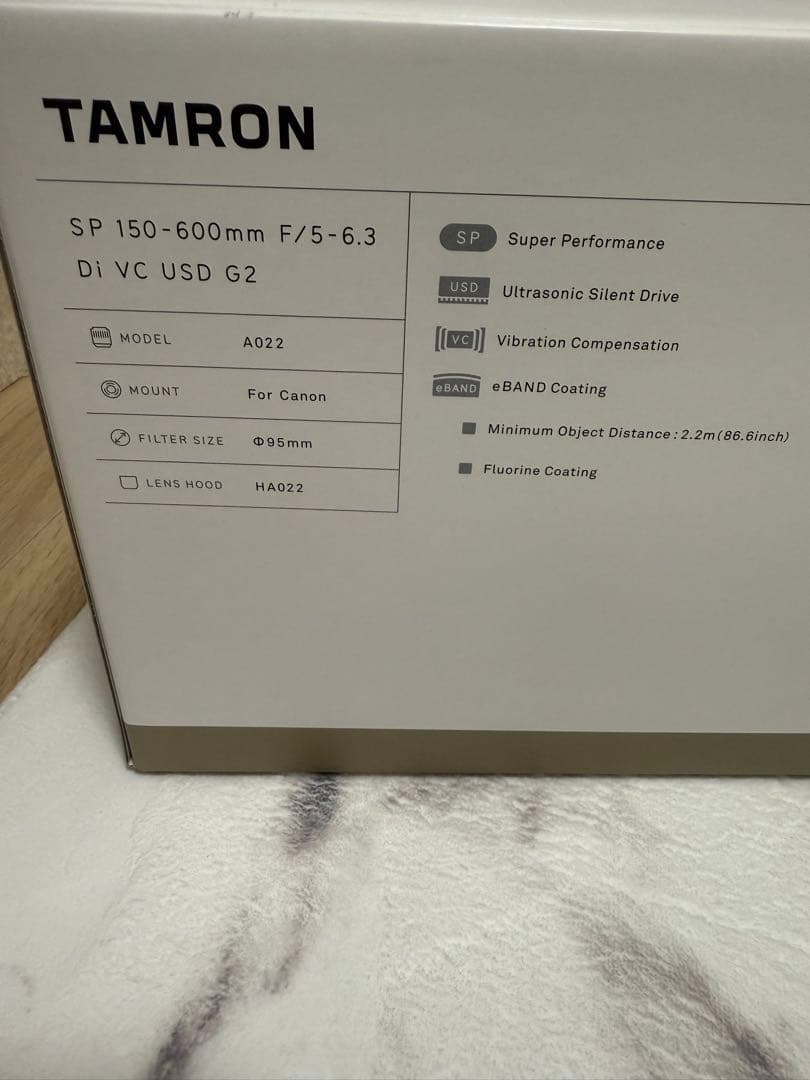 TAMRON
SP 150-600mm F/5-6.3
Di VC USD G2
MODEL A022
MOUNT For Canon
FILTER SIZE Φ95mm
LENS HOOD HA022
SP Super Performance
USD Ultrasonic Silent Drive
VC Vibration Compensation
eBAND eBAND Coating
Minimum Object Distance : 2.2m(86.6inch)
Fluorine Coating